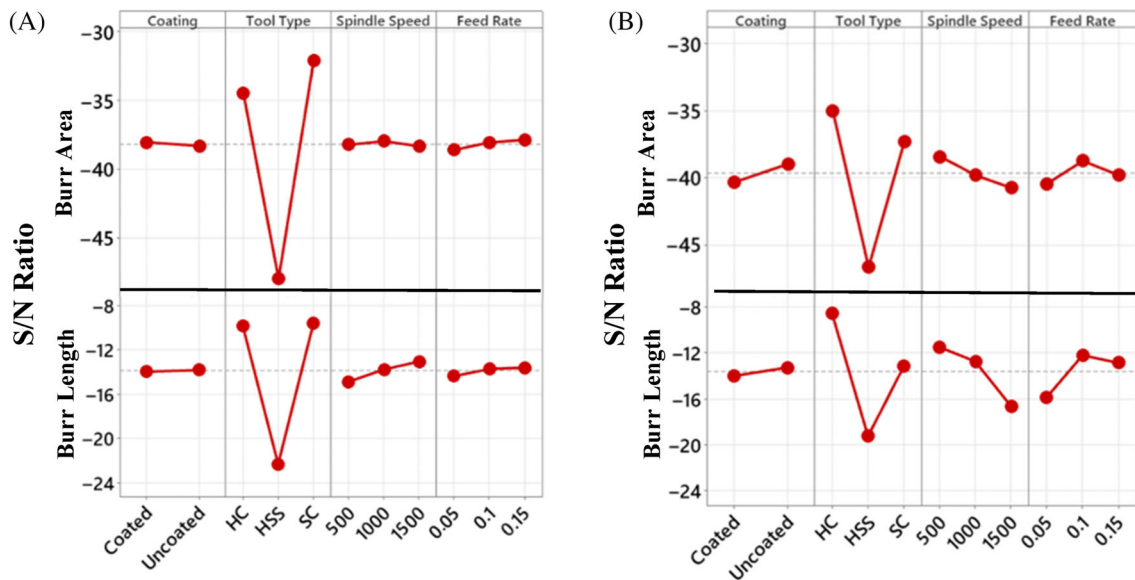 (A)
Coating Tool Type Spindle Speed Feed Rate
S/N Ratio
Burr Area
−30
−35
−40
−45
Burr Length
−8
−12
−16
−20
−24
Coated Uncoated HC HSS SC 500 1000 1500 0.05 0.1 0.15
(B)
Coating Tool Type Spindle Speed Feed Rate
S/N Ratio
Burr Area
−30
−35
−40
−45
Burr Length
−8
−12
−16
−20
−24
Coated Uncoated HC HSS SC 500 1000 1500 0.05 0.1 0.15